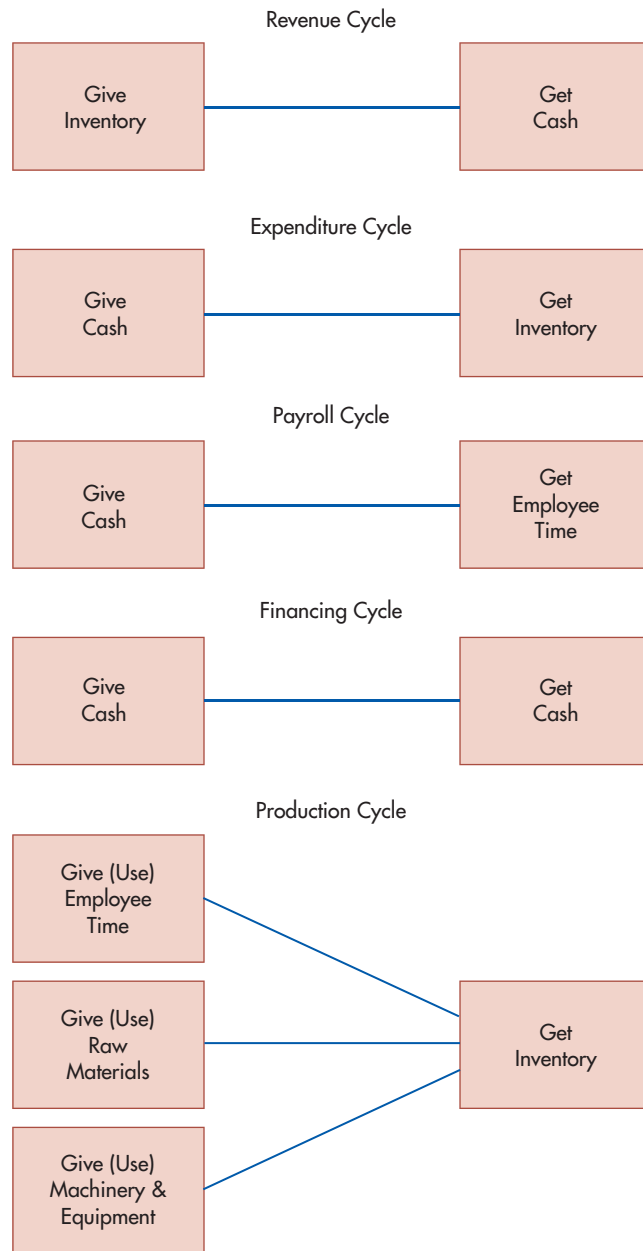 Revenue Cycle
Give
Inventory
Get
Cash
Expenditure Cycle
Give
Cash
Get
Inventory
Payroll Cycle
Give
Cash
Get
Employee
Time
Financing Cycle
Give
Cash
Get
Cash
Production Cycle
Give (Use)
Employee
Time
Give (Use)
Raw
Materials
Get
Inventory
Give (Use)
Machinery &
Equipment